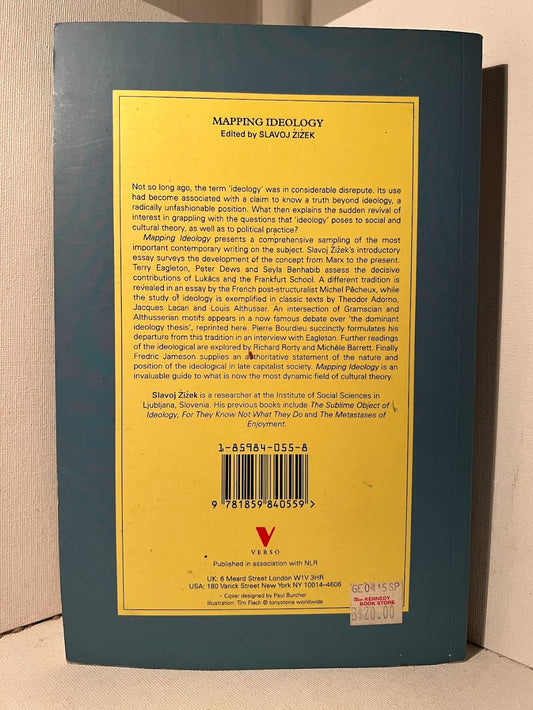 MAPPING IDEOLOGY
Edited by SLAVOJ ŽIŽEK
Not so long ago, the term 'ideology' was in considerable disrepute. Its use
had become associated with a claim to know a truth beyond ideology, a
radically unfashionable position. What then explains the sudden revival of
interest in grappling with the questions that 'ideology' poses to social and
cultural theory, as well as to political practice?
Mapping Ideology presents a comprehensive sampling of the most
important contemporary writing on the subject. Slavoj Žižek's introductory
essay surveys the development of the concept from Marx to the present.
Terry Eagleton, Peter Dews and Seyla Benhabib assess the decisive
contributions of Lukács and the Frankfurt School. A different tradition is
revealed in an essay by the French post-structuralist Michel Pêcheux, while
the study of ideology is exemplified in classic texts by Theodor Adorno,
Jacques Lacan and Louis Althusser. An intersection of Gramscian and
Althusserian motifs appears in a now famous debate over 'the dominant
ideology thesis', reprinted here. Pierre Bourdieu succinctly formulates his
departure from this tradition in an interview with Eagleton. Further readings
of the ideological are explored by Richard Rorty and Michèle Barrett. Finally
Fredric Jameson supplies an authoritative statement of the nature and
position of the ideological in late capitalist society. Mapping Ideology is an
invaluable guide to what is now the most dynamic field of cultural theory.
Slavoj Žižek is a researcher at the Institute of Social Sciences in
Ljubljana, Slovenia. His previous books include The Sublime Object of
Ideology, For They Know Not What They Do and The Metastases of
Enjoyment.
1-85984-055-8
9 781859 840559 >
V
VERSO
Published in association with NLR
UK: 6 Meard Street London W1V 3HR
USA: 180 Varick Street New York NY 10014-4606
Cover designed by Paul Burcher
Illustration: Tim Flach © tonystone worldwide
New KENNEDY
BOOK STORE
B$20.00